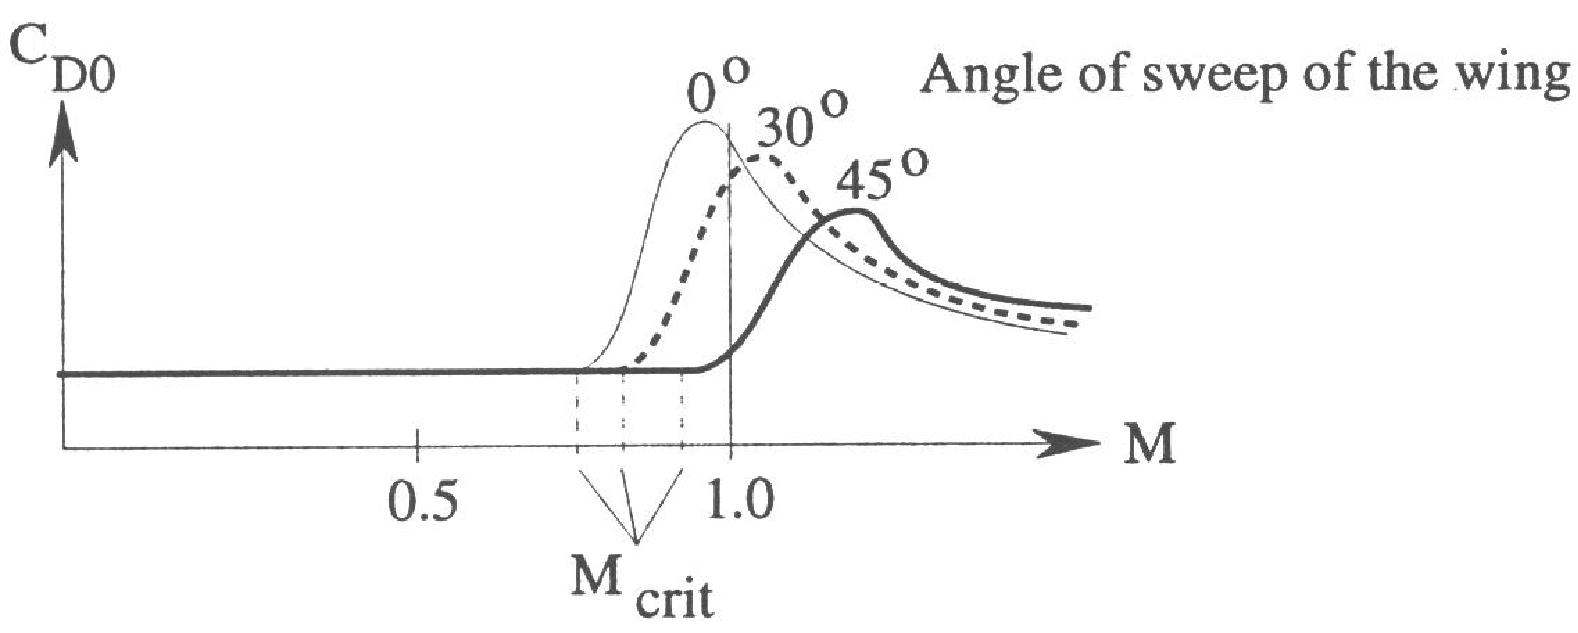 C_D0
0° Angle of sweep of the wing
30°
45°
M
0.5 1.0
M_crit